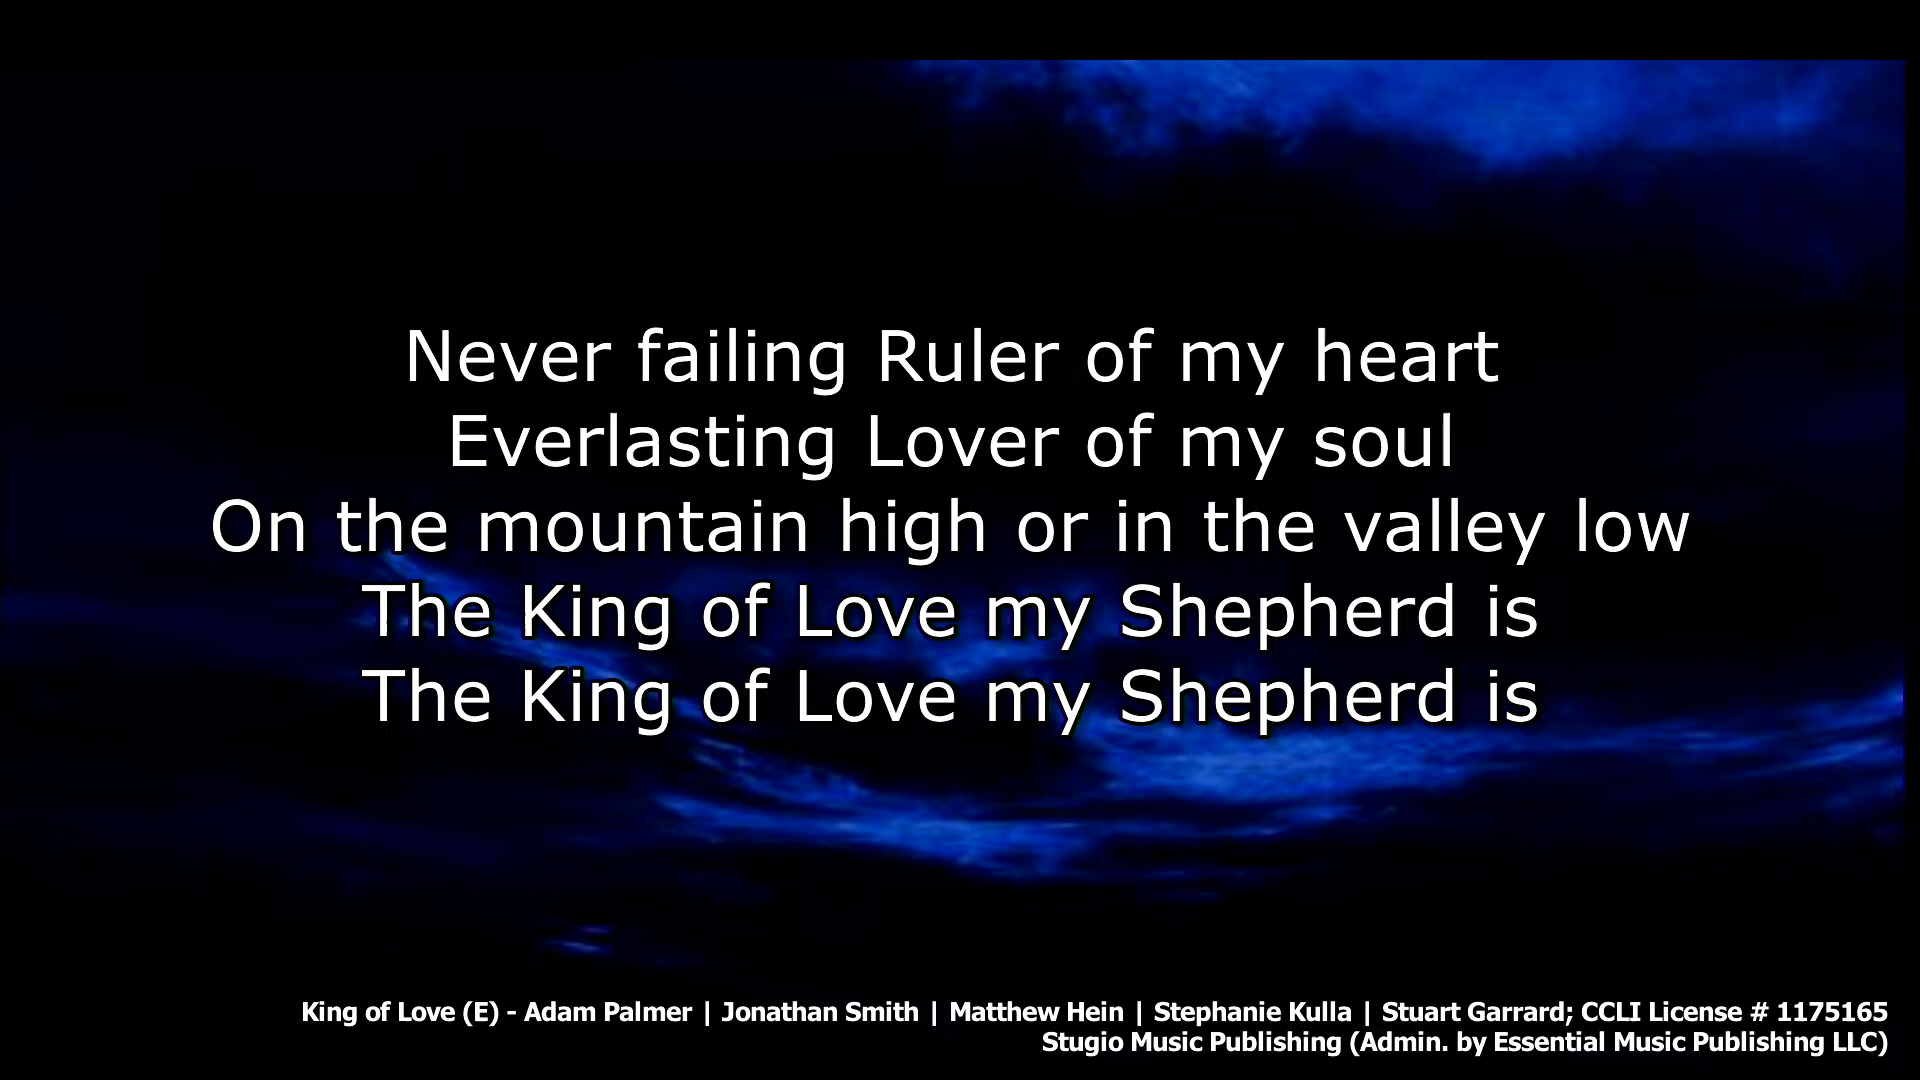 Never failing Ruler of my heart
Everlasting Lover of my soul
On the mountain high or in the valley low
The King of Love my Shepherd is
The King of Love my Shepherd is
King of Love (E) - Adam Palmer | Jonathan Smith | Matthew Hein | Stephanie Kulla | Stuart Garrard; CCLI License # 1175165
Stugio Music Publishing (Admin. by Essential Music Publishing LLC)